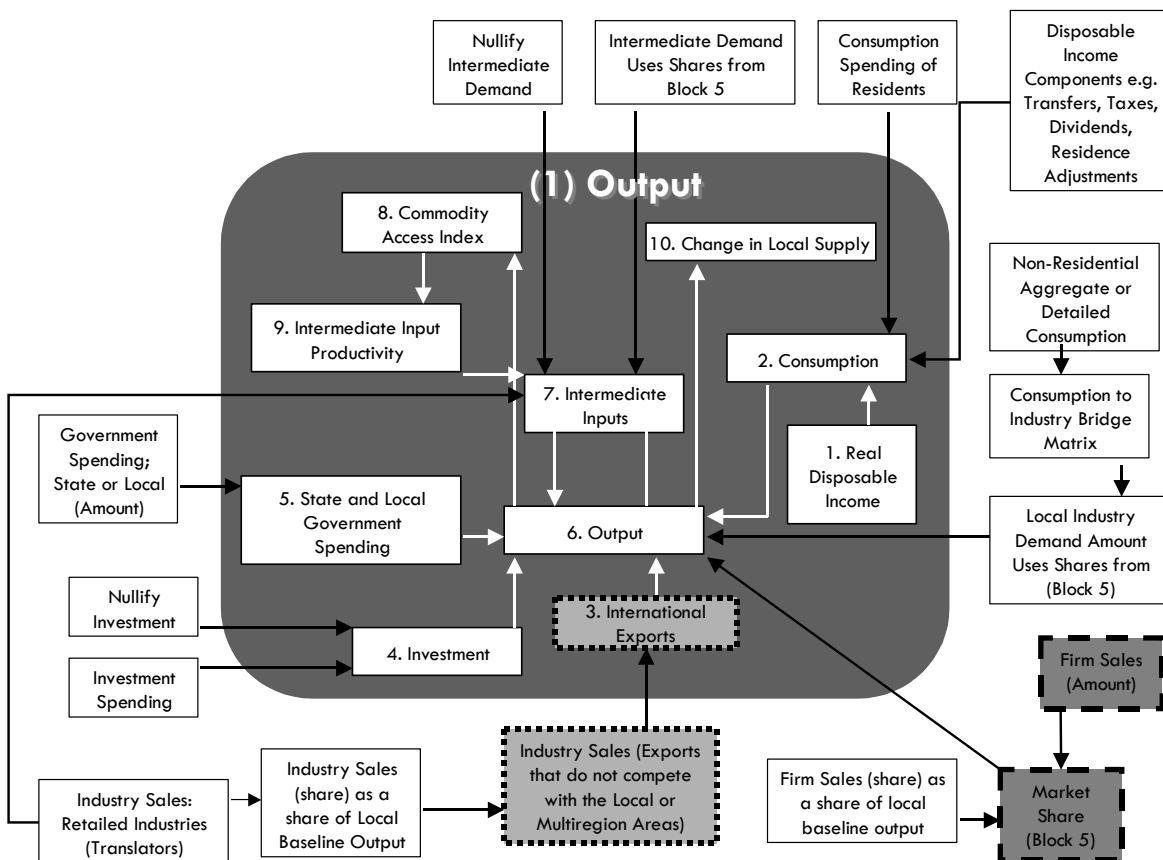 Nullify
Intermediate
Demand
Intermediate Demand
Uses Shares from
Block 5
Consumption
Spending of
Residents
Disposable
Income
Components e.g.
Transfers, Taxes,
Dividends,
Residence
Adjustments
(1) Output
8. Commodity
Access Index
10. Change in Local Supply
9. Intermediate Input
Productivity
2. Consumption
Non-Residential
Aggregate or
Detailed
Consumption
7. Intermediate
Inputs
Consumption to
Industry Bridge
Matrix
Government
Spending;
State or Local
(Amount)
1. Real
Disposable
Income
5. State and Local
Government
Spending
6. Output
Local Industry
Demand Amount
Uses Shares from
(Block 5)
Nullify
Investment
3. International
Exports
4. Investment
Investment
Spending
Firm Sales
(Amount)
Industry Sales:
Retailed Industries
(Translators)
Industry Sales
(share) as a
share of Local
Baseline Output
Industry Sales (Exports
that do not compete
with the Local or
Multiregion Areas)
Firm Sales (share) as
a share of local
baseline output
Market
Share
(Block 5)